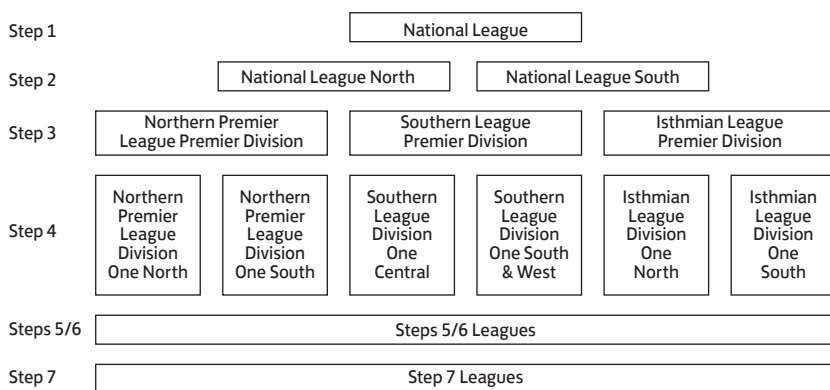 Step 1
National League
Step 2
National League North
National League South
Step 3
Northern Premier
League Premier Division
Southern League
Premier Division
Isthmian League
Premier Division
Step 4
Northern
Premier
League
Division
One North
Northern
Premier
League
Division
One South
Southern
League
Division
One
Central
Southern
League
Division
One South
& West
Isthmian
League
Division
One
North
Isthmian
League
Division
One
South
Steps 5/6
Steps 5/6 Leagues
Step 7
Step 7 Leagues